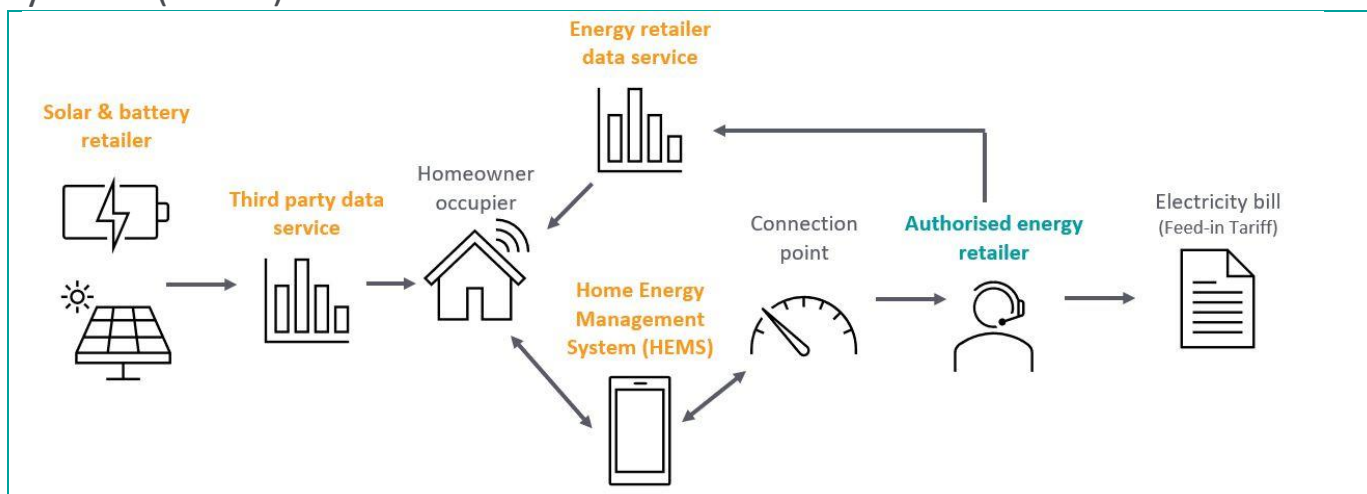 Energy retailer
data service
Solar & battery
retailer
Third party data
service
Homeowner
occupier
Home Energy
Management
System (HEMS)
Connection
point
Authorised energy
retailer
Electricity bill
(Feed-in Tariff)